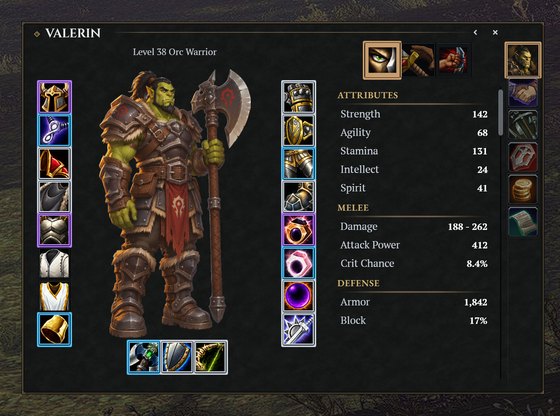 VALERIN
Level 38 Orc Warrior
ATTRIBUTES
Strength 142
Agility 68
Stamina 131
Intellect 24
Spirit 41
MELEE
Damage 188 - 262
Attack Power 412
Crit Chance 8.4%
DEFENSE
Armor 1,842
Block 17%